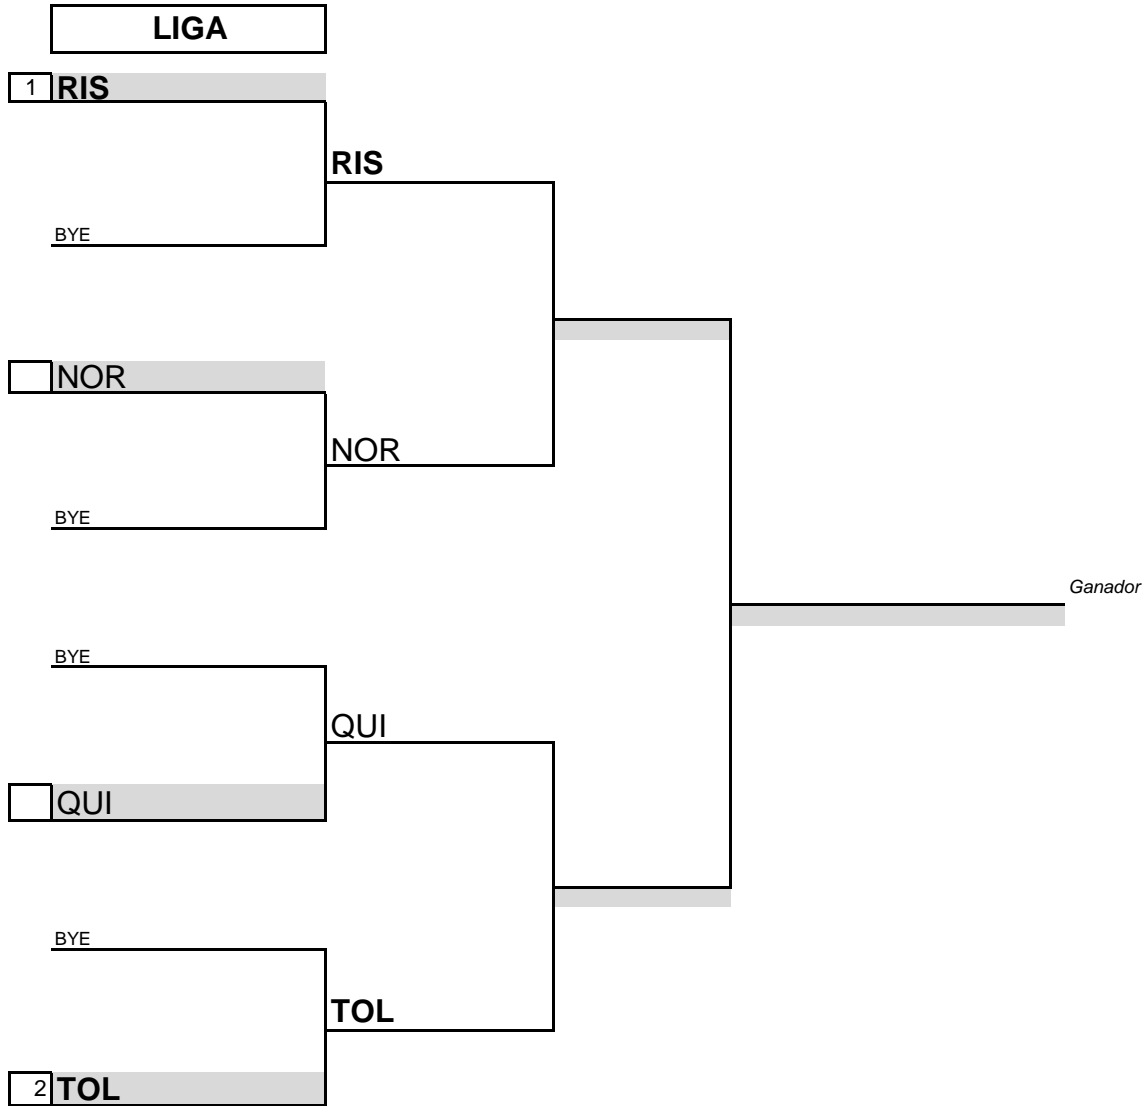 LIGA
1 RIS
RIS
BYE
NOR
NOR
BYE
Ganador
BYE
QUI
QUI
BYE
TOL
2 TOL